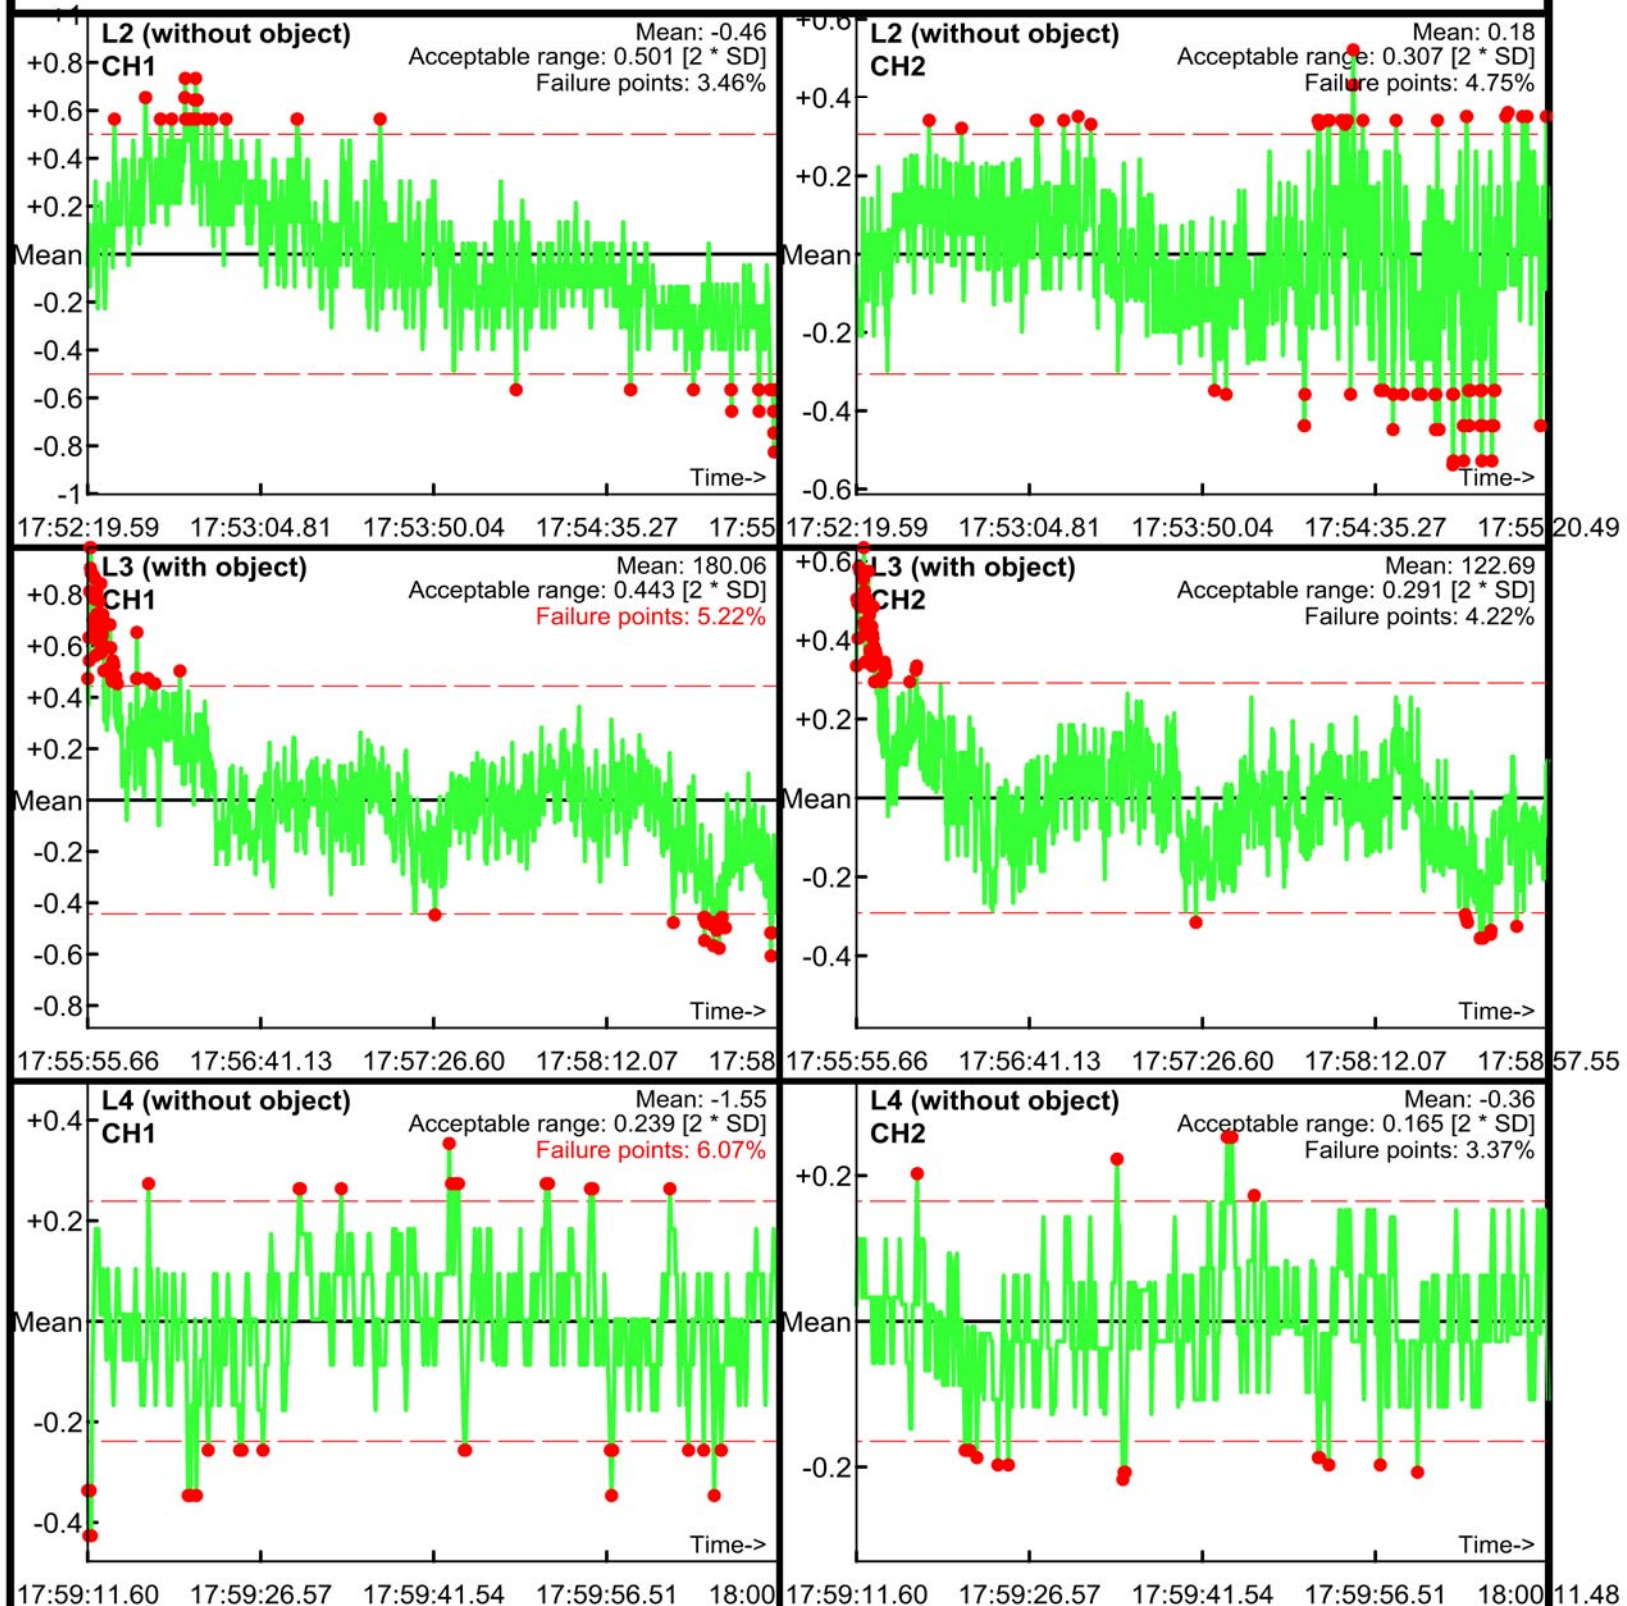 +1
L2 (without object)
CH1
Mean: -0.46
Acceptable range: 0.501 [2 * SD]
Failure points: 3.46%
+0.8
+0.6
+0.4
+0.2
Mean
-0.2
-0.4
-0.6
-0.8
-1
Time->
17:52:19.59 17:53:04.81 17:53:50.04 17:54:35.27 17:55
+0.6
L2 (without object)
CH2
Mean: 0.18
Acceptable range: 0.307 [2 * SD]
Failure points: 4.75%
+0.4
+0.2
Mean
-0.2
-0.4
-0.6
Time->
17:52:19.59 17:53:04.81 17:53:50.04 17:54:35.27 17:55:20.49
L3 (with object)
CH1
Mean: 180.06
Acceptable range: 0.443 [2 * SD]
Failure points: 5.22%
+0.8
+0.6
+0.4
+0.2
Mean
-0.2
-0.4
-0.6
-0.8
Time->
17:55:55.66 17:56:41.13 17:57:26.60 17:58:12.07 17:58
+0.6
L3 (with object)
CH2
Mean: 122.69
Acceptable range: 0.291 [2 * SD]
Failure points: 4.22%
+0.4
+0.2
Mean
-0.2
-0.4
Time->
17:55:55.66 17:56:41.13 17:57:26.60 17:58:12.07 17:58:57.55
L4 (without object)
CH1
Mean: -1.55
Acceptable range: 0.239 [2 * SD]
Failure points: 6.07%
+0.4
+0.2
Mean
-0.2
-0.4
Time->
17:59:11.60 17:59:26.57 17:59:41.54 17:59:56.51 18:00
L4 (without object)
CH2
Mean: -0.36
Acceptable range: 0.165 [2 * SD]
Failure points: 3.37%
+0.2
Mean
-0.2
Time->
17:59:11.60 17:59:26.57 17:59:41.54 17:59:56.51 18:00:11.48